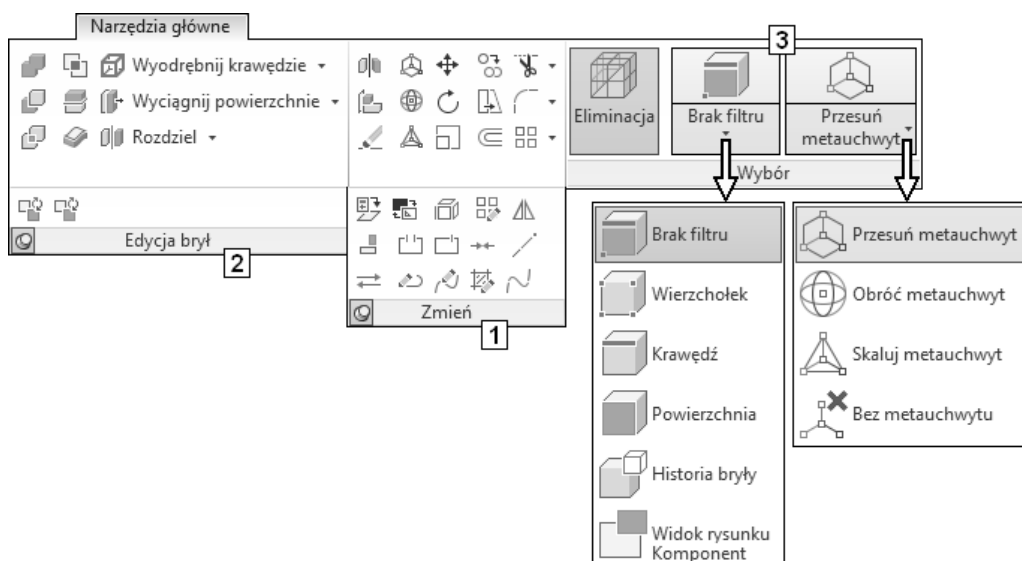 Narzędzia główne
3
Wyodrębnij krawędzie
Wyciągnij powierzchnie
Rozdziel
Eliminacja
Brak filtru
Przesuń
metauchwyt
Wybór
Edycja brył
2
Zmień
1
Brak filtru
Wierzchołek
Krawędź
Powierzchnia
Historia bryły
Widok rysunku
Komponent
Przesuń metauchwyt
Obróć metauchwyt
Skaluj metauchwyt
Bez metauchwytu